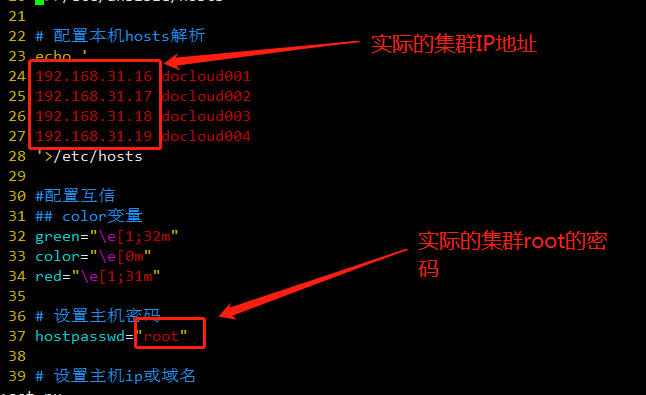 21
22 # 配置本机hosts解析
23 echo '
24 192.168.31.16 docloud001
25 192.168.31.17 docloud002
26 192.168.31.18 docloud003
27 192.168.31.19 docloud004
28 '>/etc/hosts
29
30 #配置互信
31 ## color变量
32 green="\e[1;32m"
33 color="\e[0m"
34 red="\e[1;31m"
35
36 # 设置主机密码
37 hostpasswd="root"
38
39 # 设置主机ip或域名
实际的集群IP地址
实际的集群root的密
码